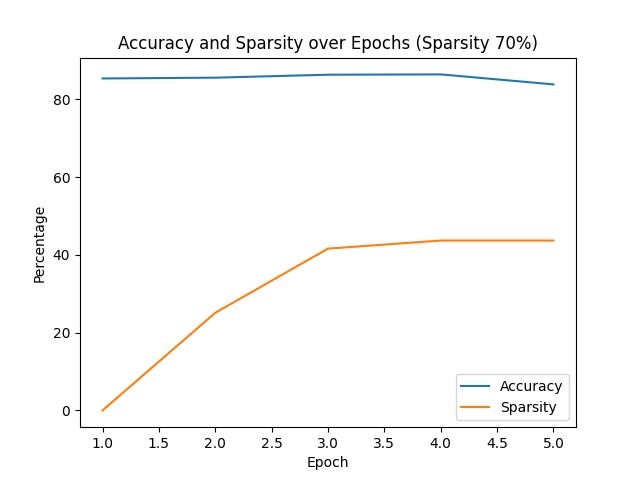 Accuracy and Sparsity over Epochs (Sparsity 70%)
80
60
40
20
0
Percentage
1.0 1.5 2.0 2.5 3.0 3.5 4.0 4.5 5.0
Epoch
Accuracy
Sparsity